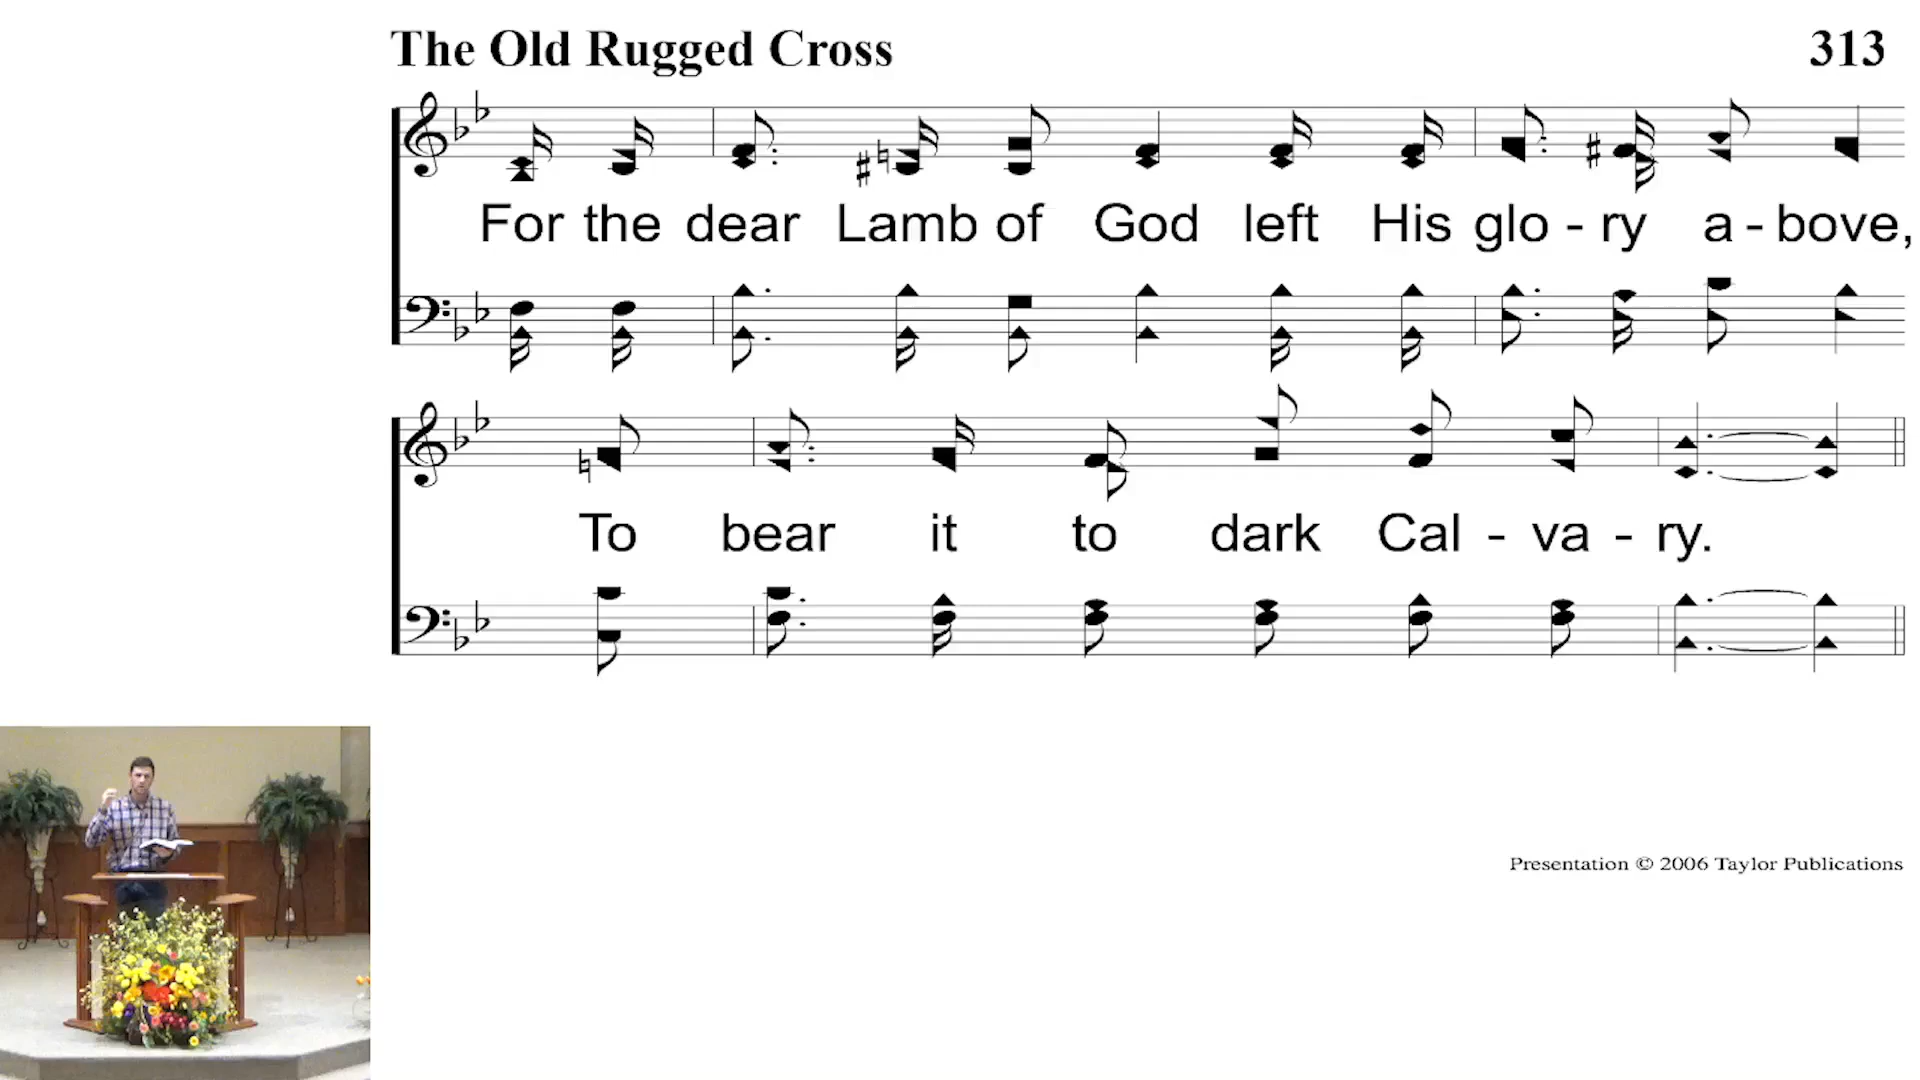 The Old Rugged Cross 313
For the dear Lamb of God left His glo - ry a - bove,
To bear it to dark Cal - va - ry.
Presentation © 2006 Taylor Publications